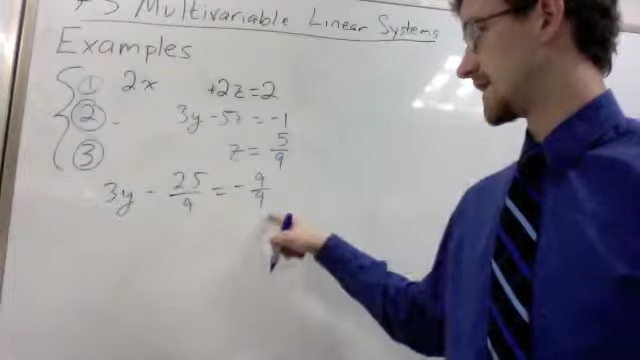 Multivariable Linear Systems
Examples
① 2x +2z = 2
② 3y - 5z = -1
③ z = 5/9
3y - 25/9 = - 9/9